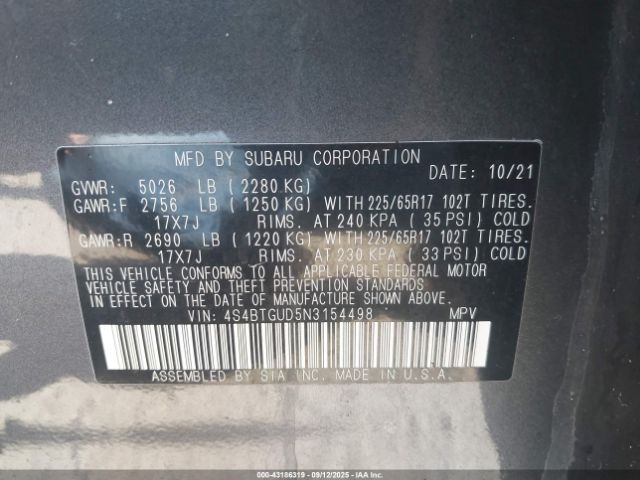 MFD BY SUBARU CORPORATION
DATE: 10/21
GVWR: 5026 LB (2280 KG)
GAWR:F 2756 LB (1250 KG) WITH 225/65R17 102T TIRES.
17X7J RIMS. AT 240 KPA (35 PSI) COLD
GAWR:R 2690 LB (1220 KG) WITH 225/65R17 102T TIRES.
17X7J RIMS. AT 230 KPA (33 PSI) COLD
THIS VEHICLE CONFORMS TO ALL APPLICABLE FEDERAL MOTOR
VEHICLE SAFETY AND THEFT PREVENTION STANDARDS
IN EFFECT ON THE DATE OF MANUFACTURE SHOWN ABOVE.
VIN: 4S4BTGUD5N3154498 MPV
ASSEMBLED BY SIA INC. MADE IN U.S.A.
000-43186319 - 09/12/2025 - IAAI.COM